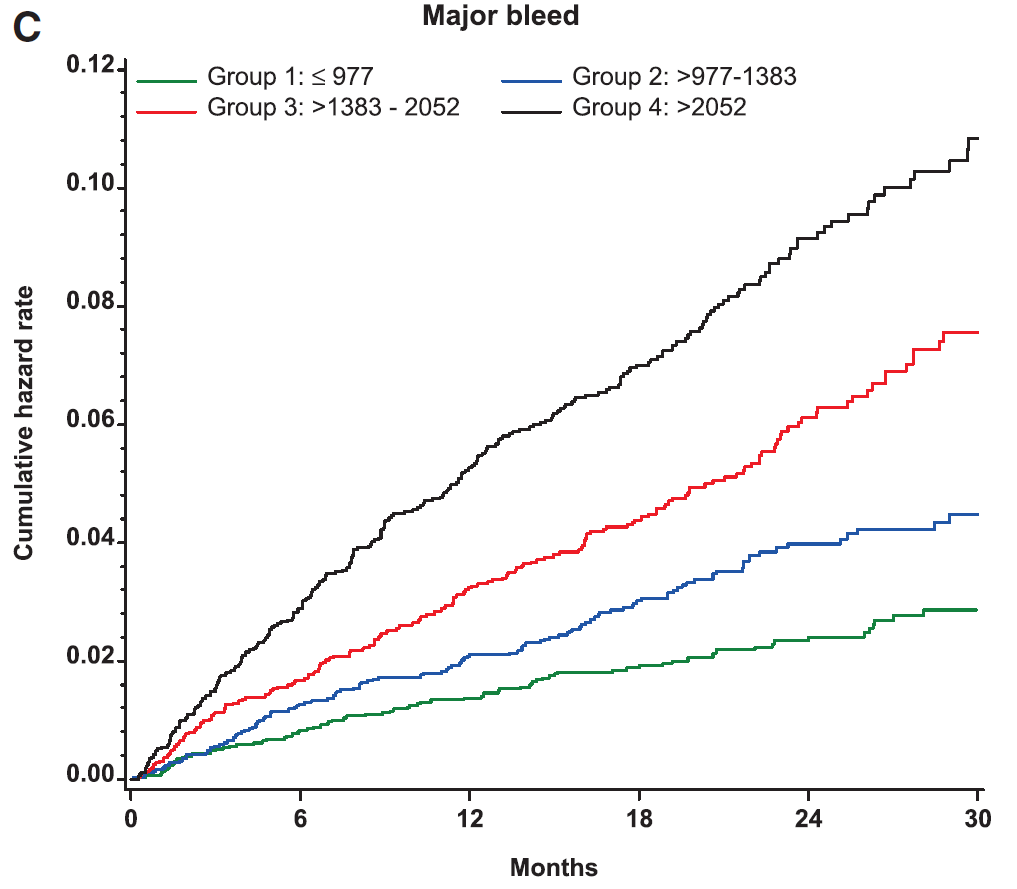 C
Major bleed
Group 1: ≤ 977
Group 2: >977-1383
Group 3: >1383 - 2052
Group 4: >2052
0.12
0.10
0.08
0.06
0.04
0.02
0.00
Cumulative hazard rate
0 6 12 18 24 30
Months